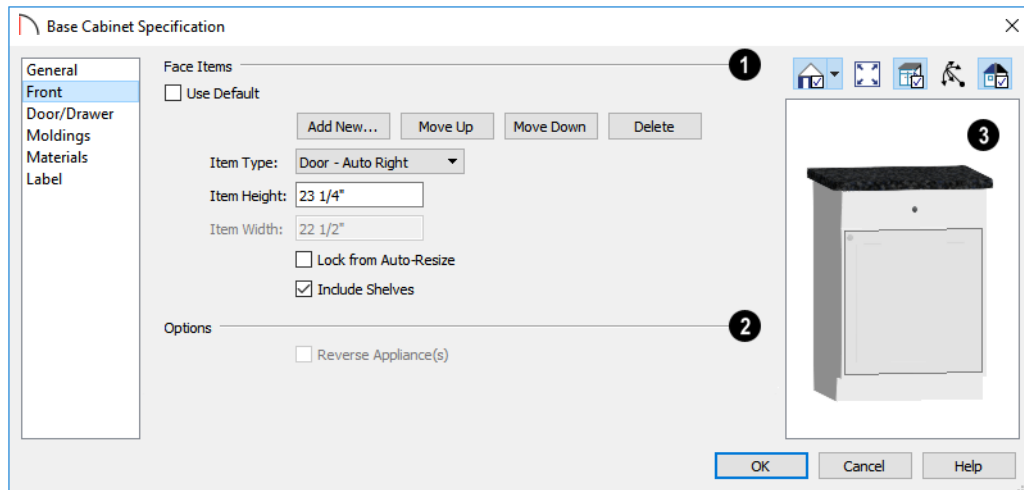 Base Cabinet Specification
General
Front
Door/Drawer
Moldings
Materials
Label
Face Items
1
Use Default
Add New... Move Up Move Down Delete
Item Type: Door - Auto Right
Item Height: 23 1/4"
Item Width: 22 1/2"
Lock from Auto-Resize
Include Shelves
Options
2
Reverse Appliance(s)
3
OK Cancel Help